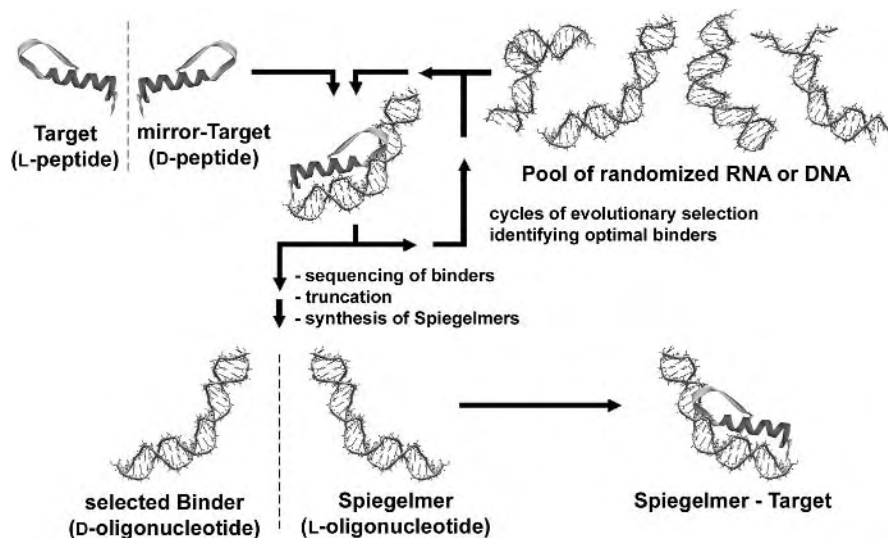 Target
(L-peptide)
mirror-Target
(D-peptide)
Pool of randomized RNA or DNA
cycles of evolutionary selection
identifying optimal binders
- sequencing of binders
- truncation
- synthesis of Spiegelmers
selected Binder
(D-oligonucleotide)
Spiegelmer
(L-oligonucleotide)
Spiegelmer - Target